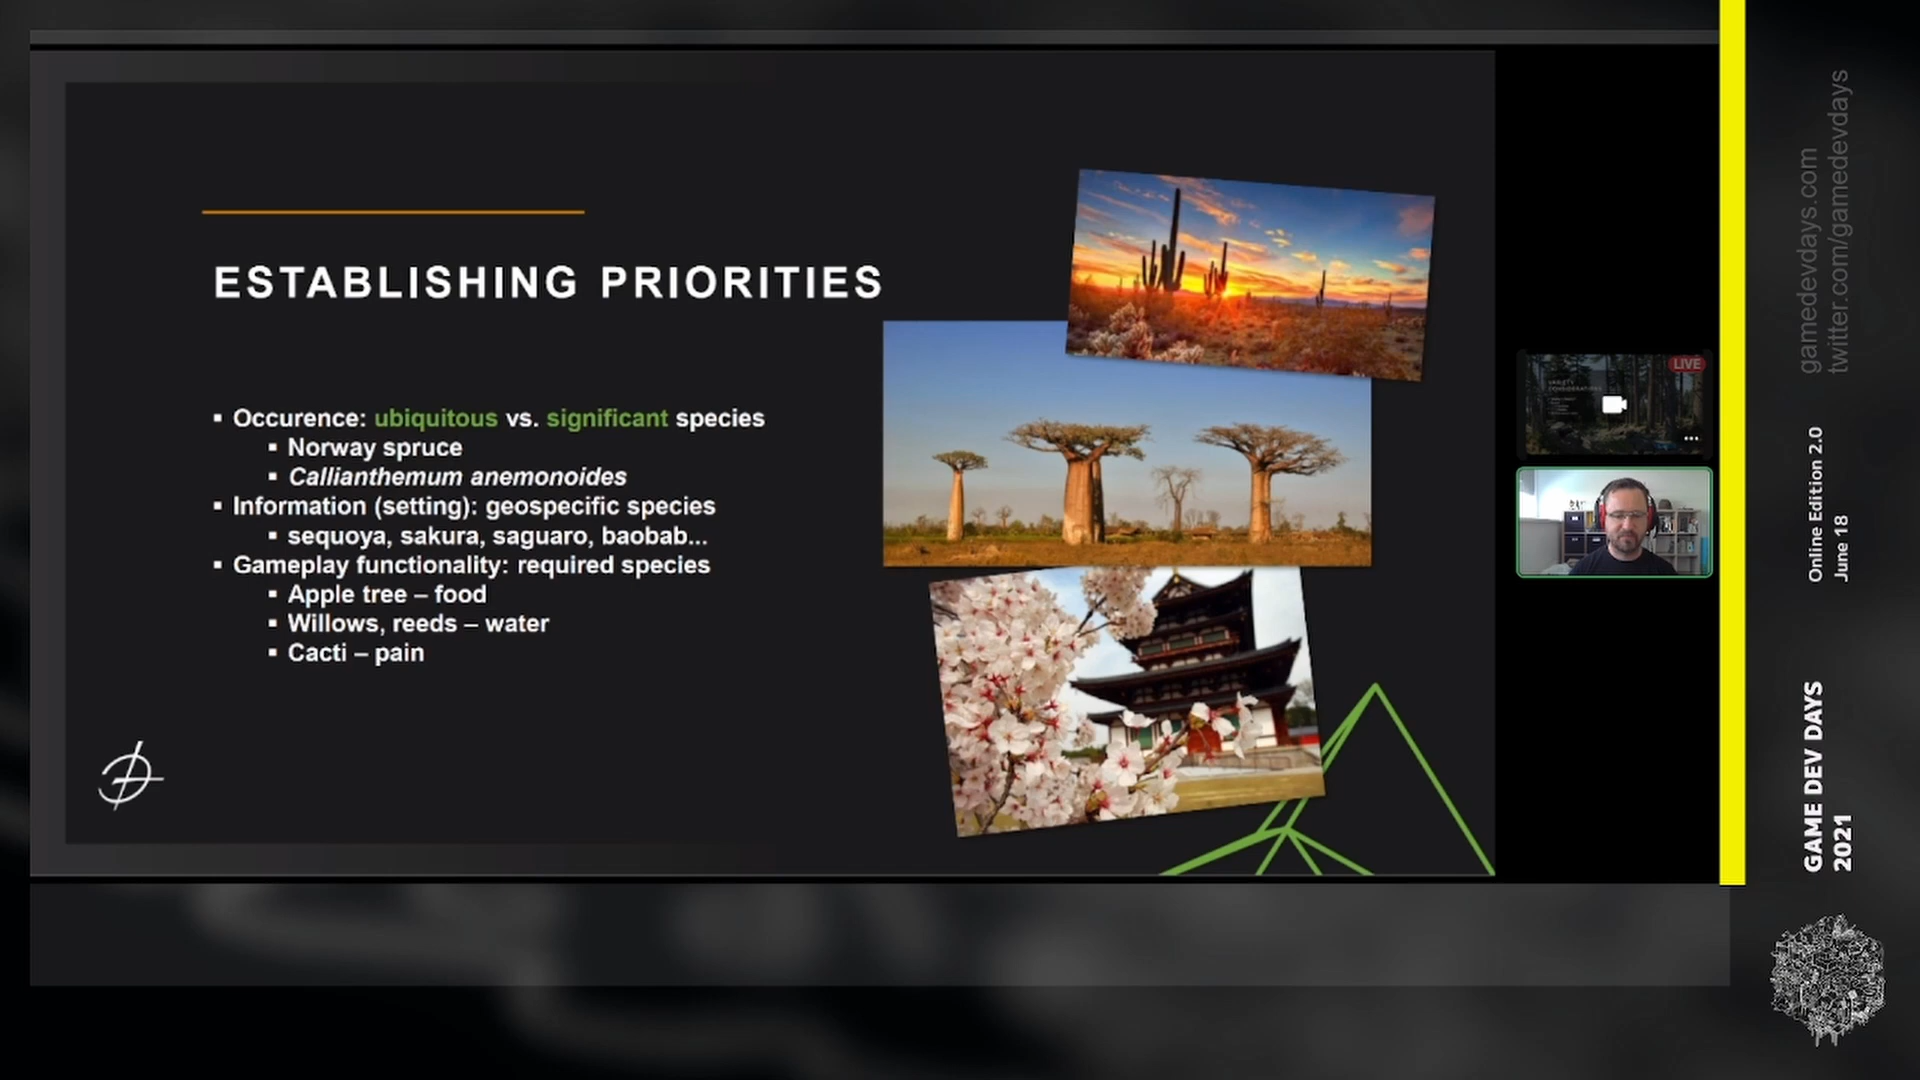 ESTABLISHING PRIORITIES
Occurence: ubiquitous vs. significant species
Norway spruce
Callianthemum anemonoides
Information (setting): geospecific species
sequoya, sakura, saguaro, baobab...
Gameplay functionality: required species
Apple tree – food
Willows, reeds – water
Cacti – pain
LIVE
gamedevdays.com
twitter.com/gamedevdays
Online Edition 2.0
June 18
GAME DEV DAYS
2021